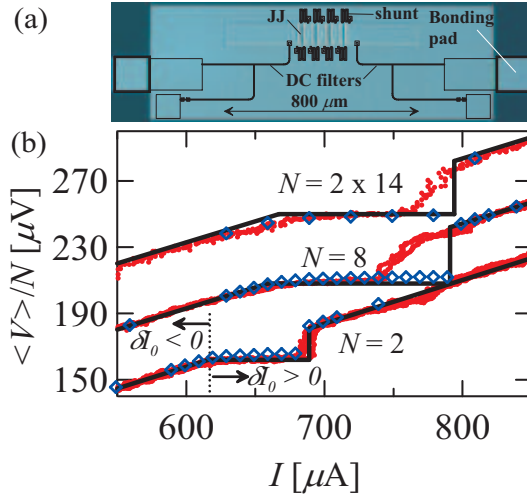 (a)
JJ
shunt
Bonding
pad
DC filters
800 μm
(b)
<V>/N [μV]
270
230
190
150
N = 2 x 14
N = 8
N = 2
δI₀ < 0
δI₀ > 0
600
700
800
I [μA]